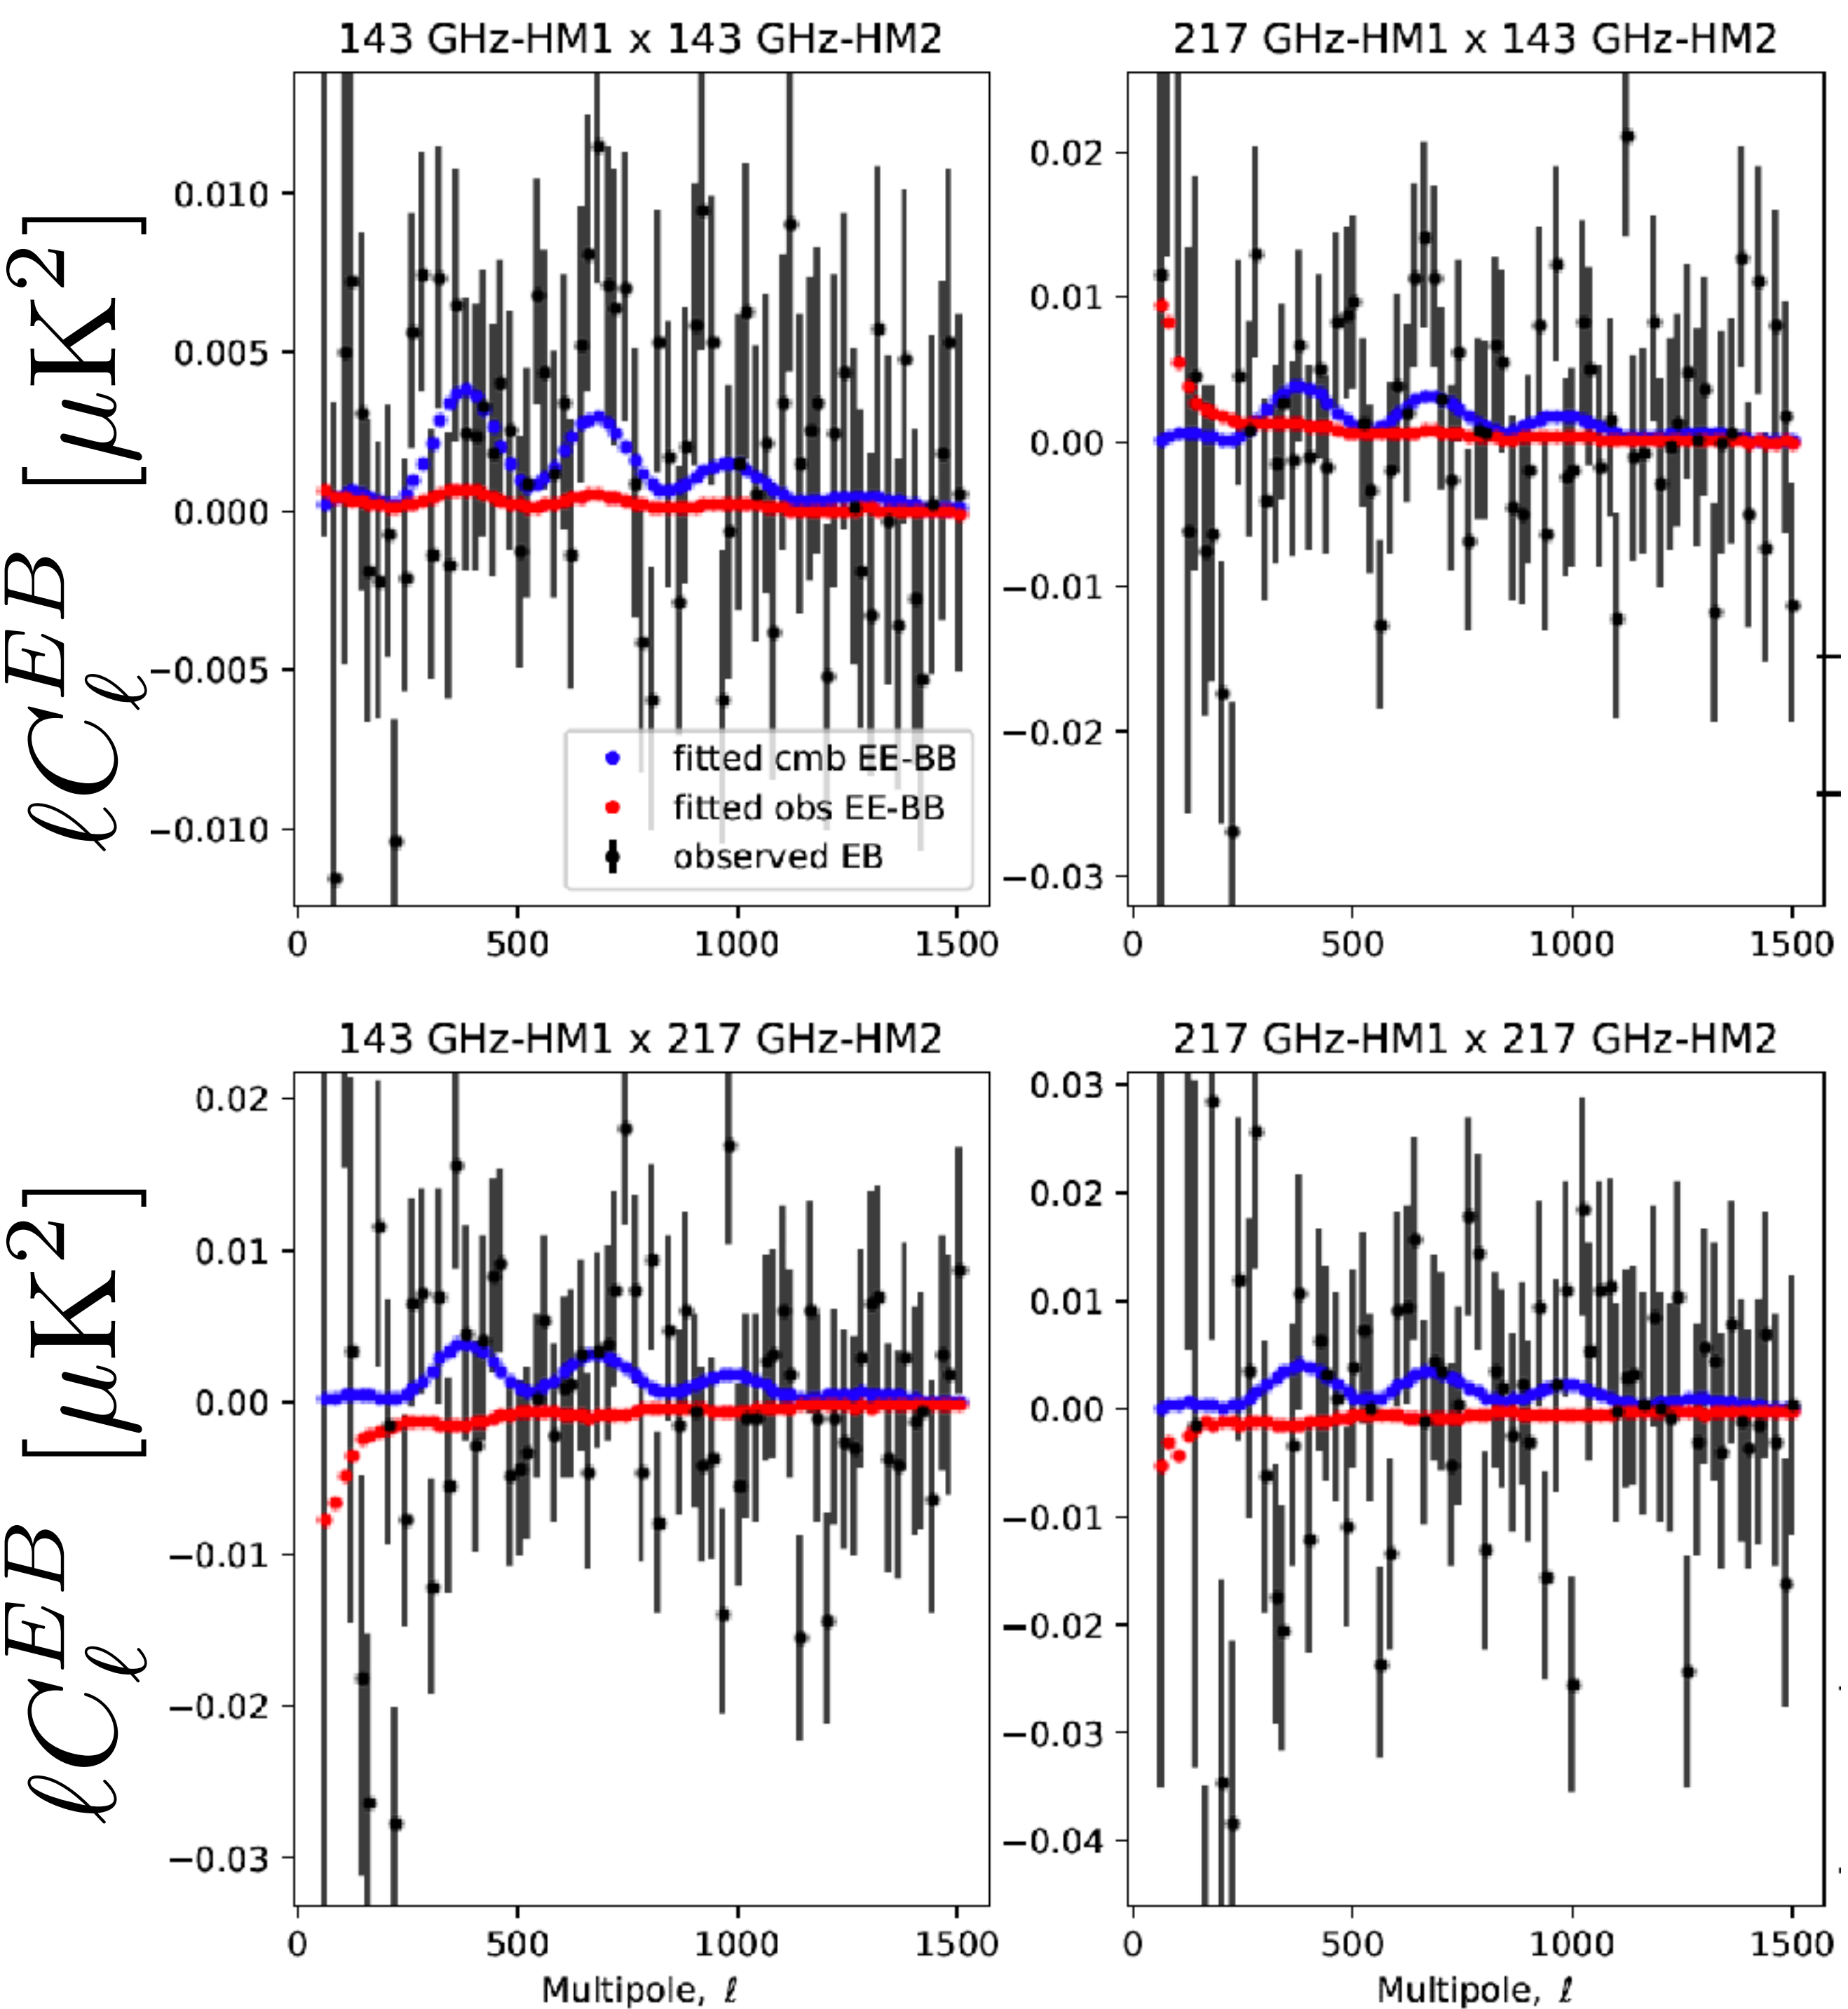 143 GHz-HM1 x 143 GHz-HM2
ℓC_ℓ^{EB} [μK²]
0.010
0.005
0.000
−0.005
−0.010
fitted cmb EE-BB
fitted obs EE-BB
observed EB
0 500 1000 1500
217 GHz-HM1 x 143 GHz-HM2
0.02
0.01
0.00
−0.01
−0.02
−0.03
0 500 1000 1500
143 GHz-HM1 x 217 GHz-HM2
ℓC_ℓ^{EB} [μK²]
0.02
0.01
0.00
−0.01
−0.02
−0.03
0 500 1000 1500
Multipole, ℓ
217 GHz-HM1 x 217 GHz-HM2
0.03
0.02
0.01
0.00
−0.01
−0.02
−0.03
−0.04
0 500 1000 1500
Multipole, ℓ